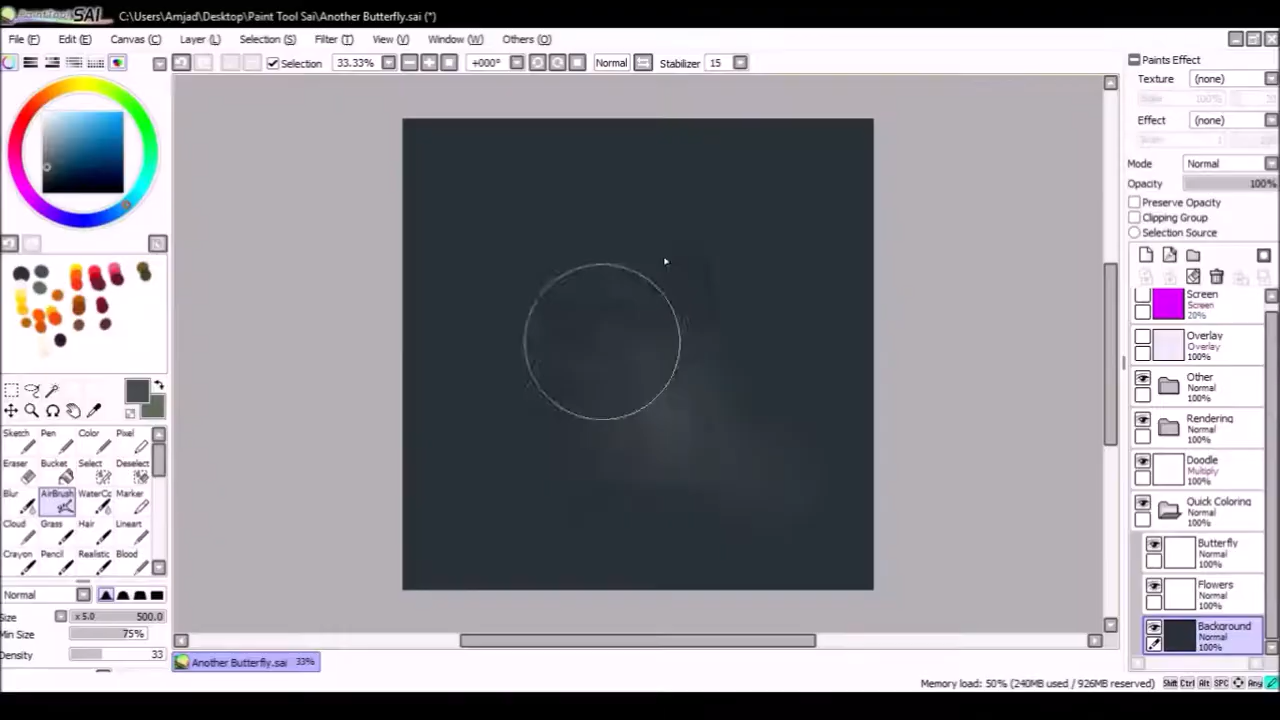 PaintTool SAI C:\Users\Amjad\Desktop\Paint Tool Sai\Another Butterfly.sai (*)
File (F) Edit (E) Canvas (C) Layer (L) Selection (S) Filter (T) View (V) Window (W) Others (O)
Selection 33.33% +000° Normal Stabilizer 15
Paints Effect
Texture (none)
Effect (none)
Mode Normal
Opacity 100%
Preserve Opacity
Clipping Group
Selection Source
Screen
Screen
20%
Overlay
Overlay
100%
Other
Normal
100%
Rendering
Normal
100%
Doodle
Multiply
100%
Quick Coloring
Normal
100%
Butterfly
Normal
100%
Flowers
Normal
100%
Background
Normal
100%
Sketch Pen Color Pixel
Eraser Bucket Select Deselect
Blur AirBrush WaterCo Marker
Cloud Grass Hair Lineart
Crayon Pencil Realistic Blood
Normal
Size x 5.0 500.0
Min Size 75%
Density 33
Another Butterfly.sai 33%
Memory load: 50% (240MB used / 926MB reserved) Shift Ctrl Alt SPC Any